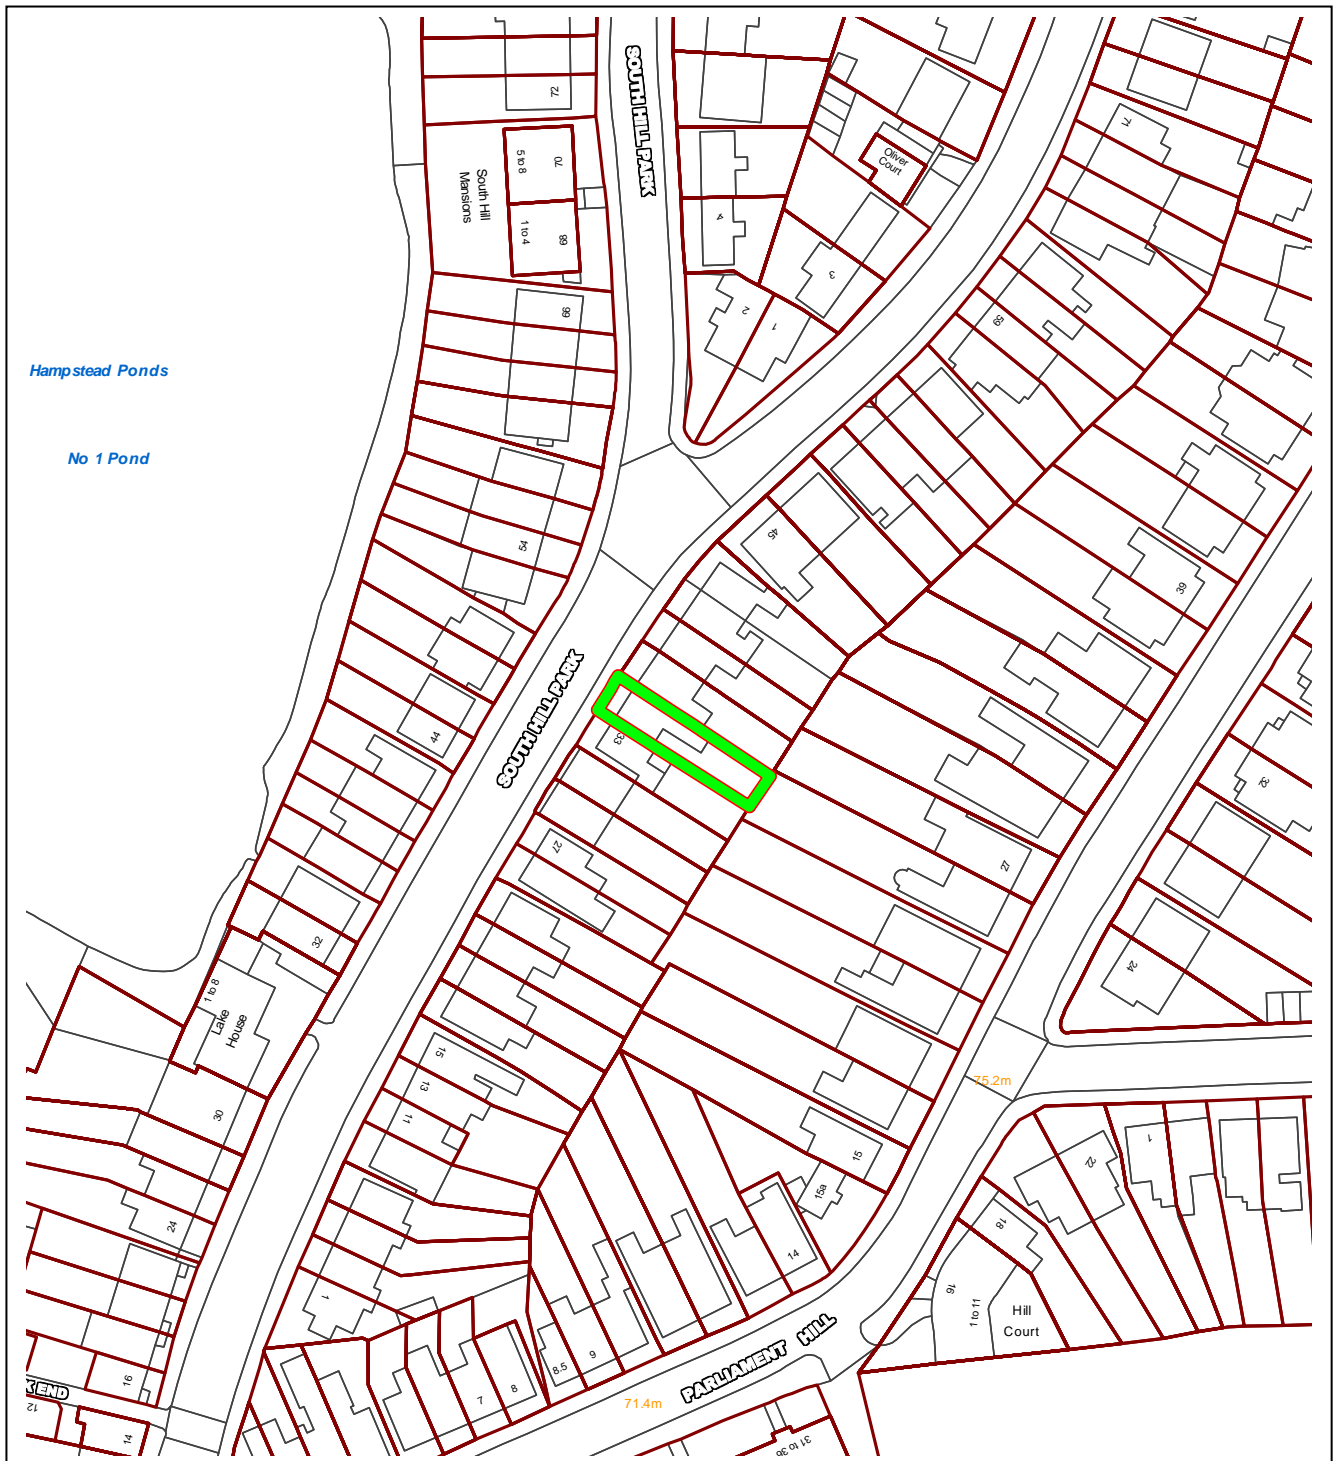 SOUTH HILL PARK
72
71
Oliver
Court
5 to 8
70
South Hill
Mansions
1 to 4
68
4
3
2
1
66
59
Hampstead Ponds
No 1 Pond
54
45
39
SOUTH HILL PARK
44
33
32
27
27
32
24
1 to 8
Lake
House
15
13
11
30
75.2m
15
15a
22
1
18
24
14
16
1 to 11
Hill
Court
1
8.5
9
7
8
PARLIAMENT HILL
71.4m
16
K END
12
14
31 to 36